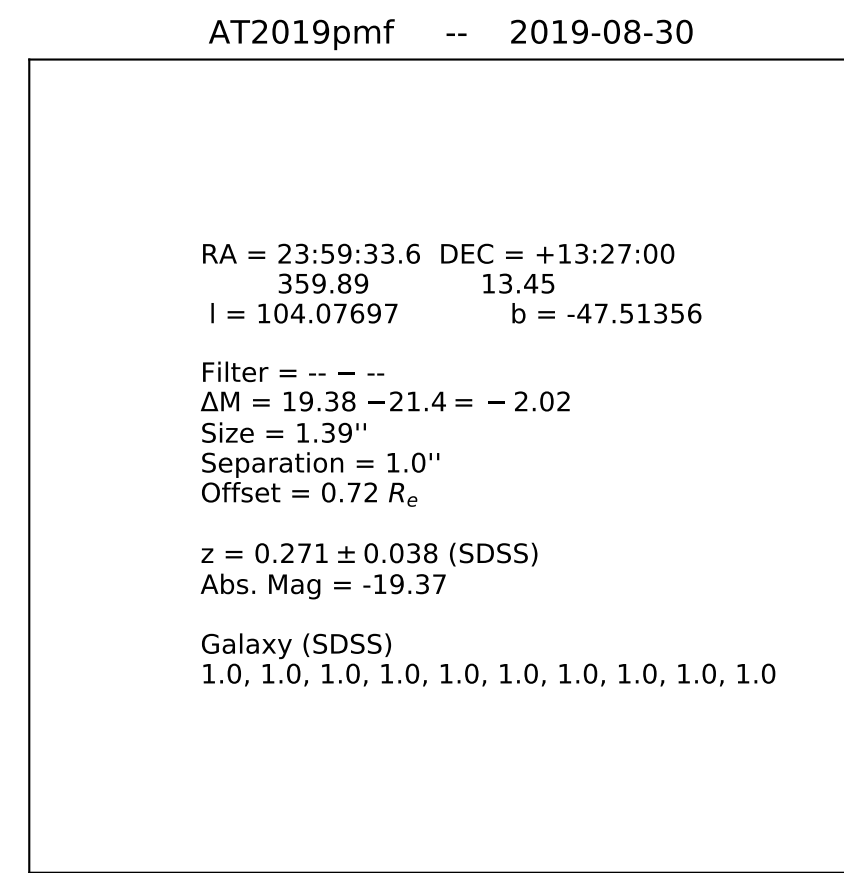 AT2019pmf -- 2019-08-30
RA = 23:59:33.6 DEC = +13:27:00
359.89 13.45
l = 104.07697 b = -47.51356
Filter = -- − --
ΔM = 19.38 −21.4 = − 2.02
Size = 1.39''
Separation = 1.0''
Offset = 0.72 Rₑ
z = 0.271 ± 0.038 (SDSS)
Abs. Mag = -19.37
Galaxy (SDSS)
1.0, 1.0, 1.0, 1.0, 1.0, 1.0, 1.0, 1.0, 1.0, 1.0